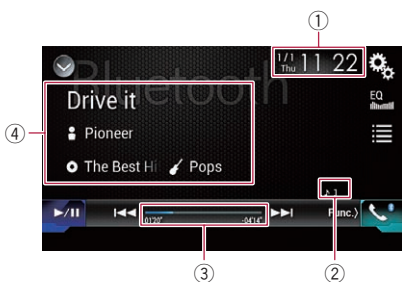 ①
Bluetooth
1/1 Thu 11 22
EQ
④
Drive it
Pioneer
The Best Hi Pops
♪ 1
Func.
01'20" -04'14"
③ ②